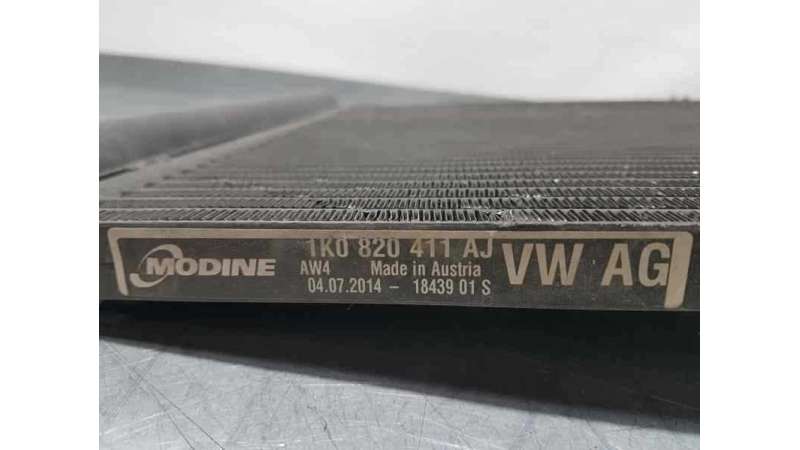 MODINE
1K0 820 411 AJ
AW4 Made in Austria
04.07.2014 - 18439 01 S
VW AG